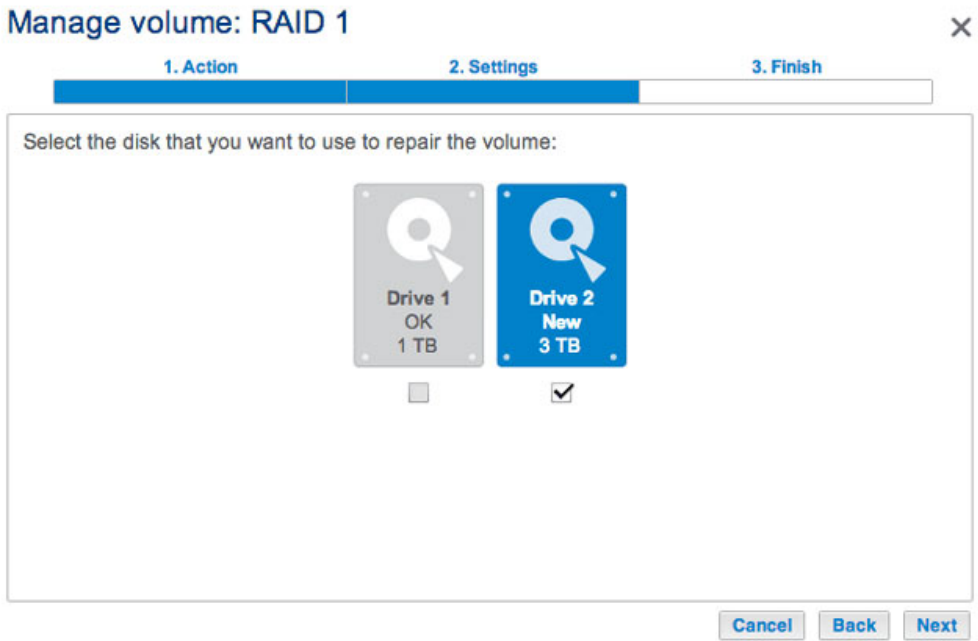 Manage volume: RAID 1
1. Action
2. Settings
3. Finish
Select the disk that you want to use to repair the volume:
Drive 1
OK
1 TB
Drive 2
New
3 TB
Cancel
Back
Next